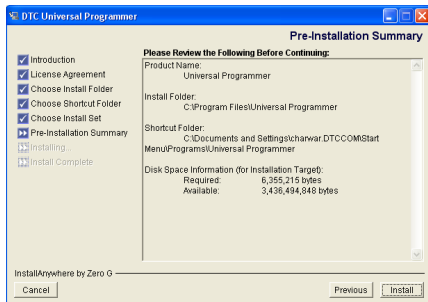 DTC Universal Programmer
Pre-Installation Summary
Introduction
License Agreement
Choose Install Folder
Choose Shortcut Folder
Choose Install Set
Pre-Installation Summary
Installing...
Install Complete
Please Review the Following Before Continuing:
Product Name:
Universal Programmer
Install Folder:
C:\Program Files\Universal Programmer
Shortcut Folder:
C:\Documents and Settings\charwar.DTCCOM\Start
Menu\Programs\Universal Programmer
Disk Space Information (for Installation Target):
Required: 6,355,215 bytes
Available: 3,436,494,848 bytes
InstallAnywhere by Zero G
Cancel Previous Install